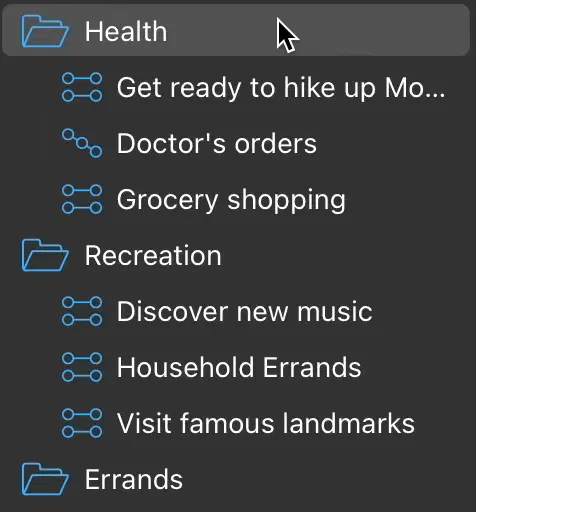 Health
Get ready to hike up Mo...
Doctor's orders
Grocery shopping
Recreation
Discover new music
Household Errands
Visit famous landmarks
Errands